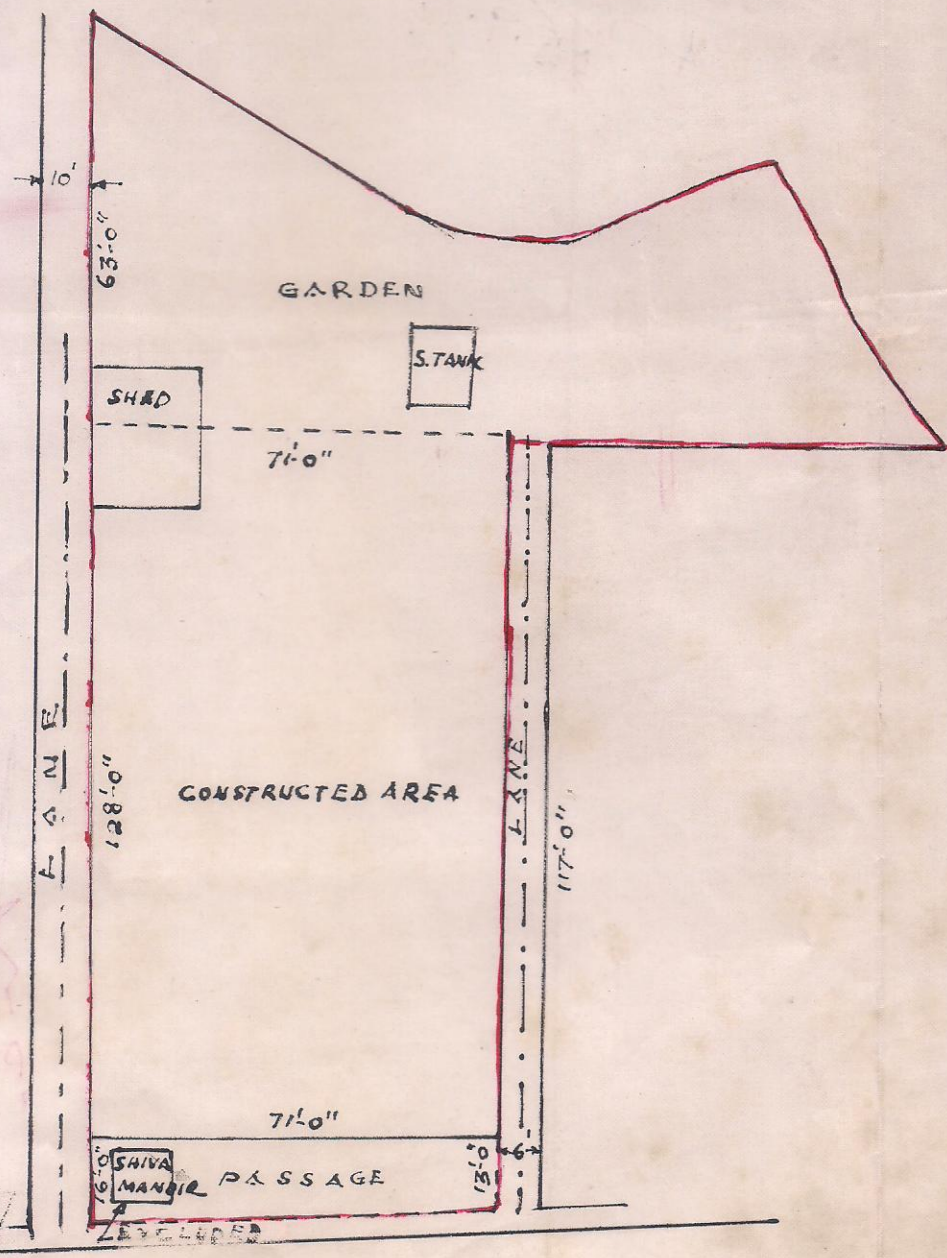 10'
63'-0"
GARDEN
S.TANK
SHED
71'-0"
LANE
128'-0"
CONSTRUCTED AREA
LANE
117'-0"
71'-0"
16'-0"
SHIVA
MANDIR
PASSAGE
13'-0"
6'
EXCLUDED